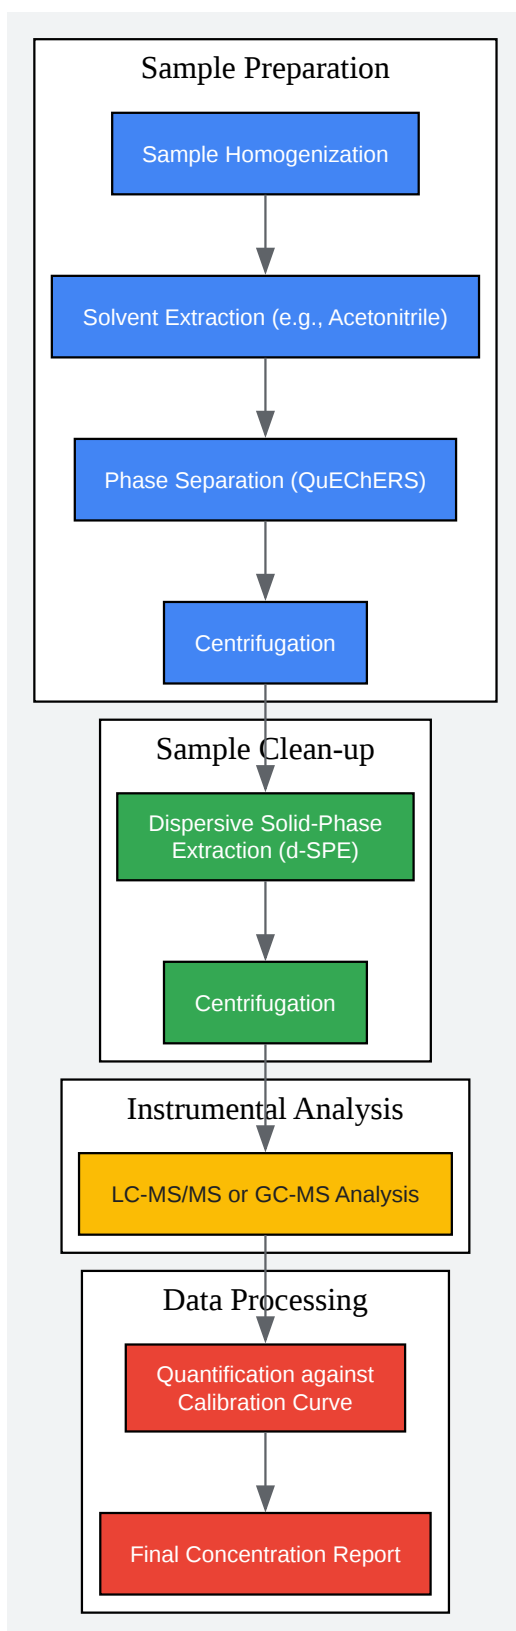 Sample Preparation
Sample Homogenization
Solvent Extraction (e.g., Acetonitrile)
Phase Separation (QuEChERS)
Centrifugation
Sample Clean-up
Dispersive Solid-Phase
Extraction (d-SPE)
Centrifugation
Instrumental Analysis
LC-MS/MS or GC-MS Analysis
Data Processing
Quantification against
Calibration Curve
Final Concentration Report